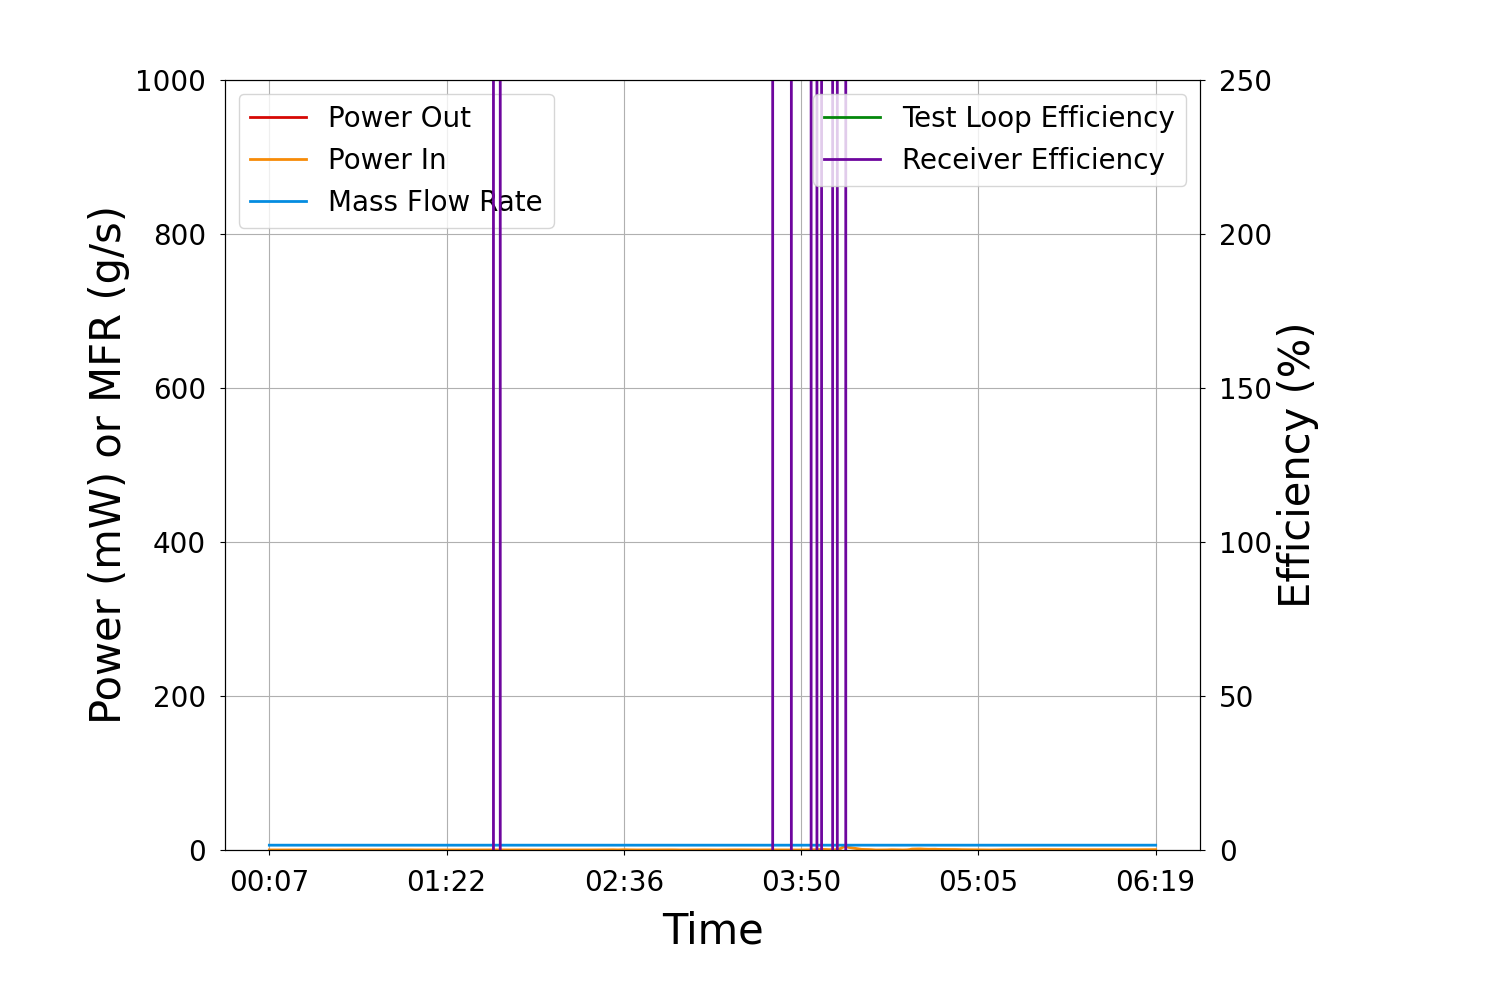 1000
800
600
400
200
0
Power (mW) or MFR (g/s)
Power Out
Power In
Mass Flow Rate
Test Loop Efficiency
Receiver Efficiency
250
200
150
100
50
0
Efficiency (%)
00:07 01:22 02:36 03:50 05:05 06:19
Time